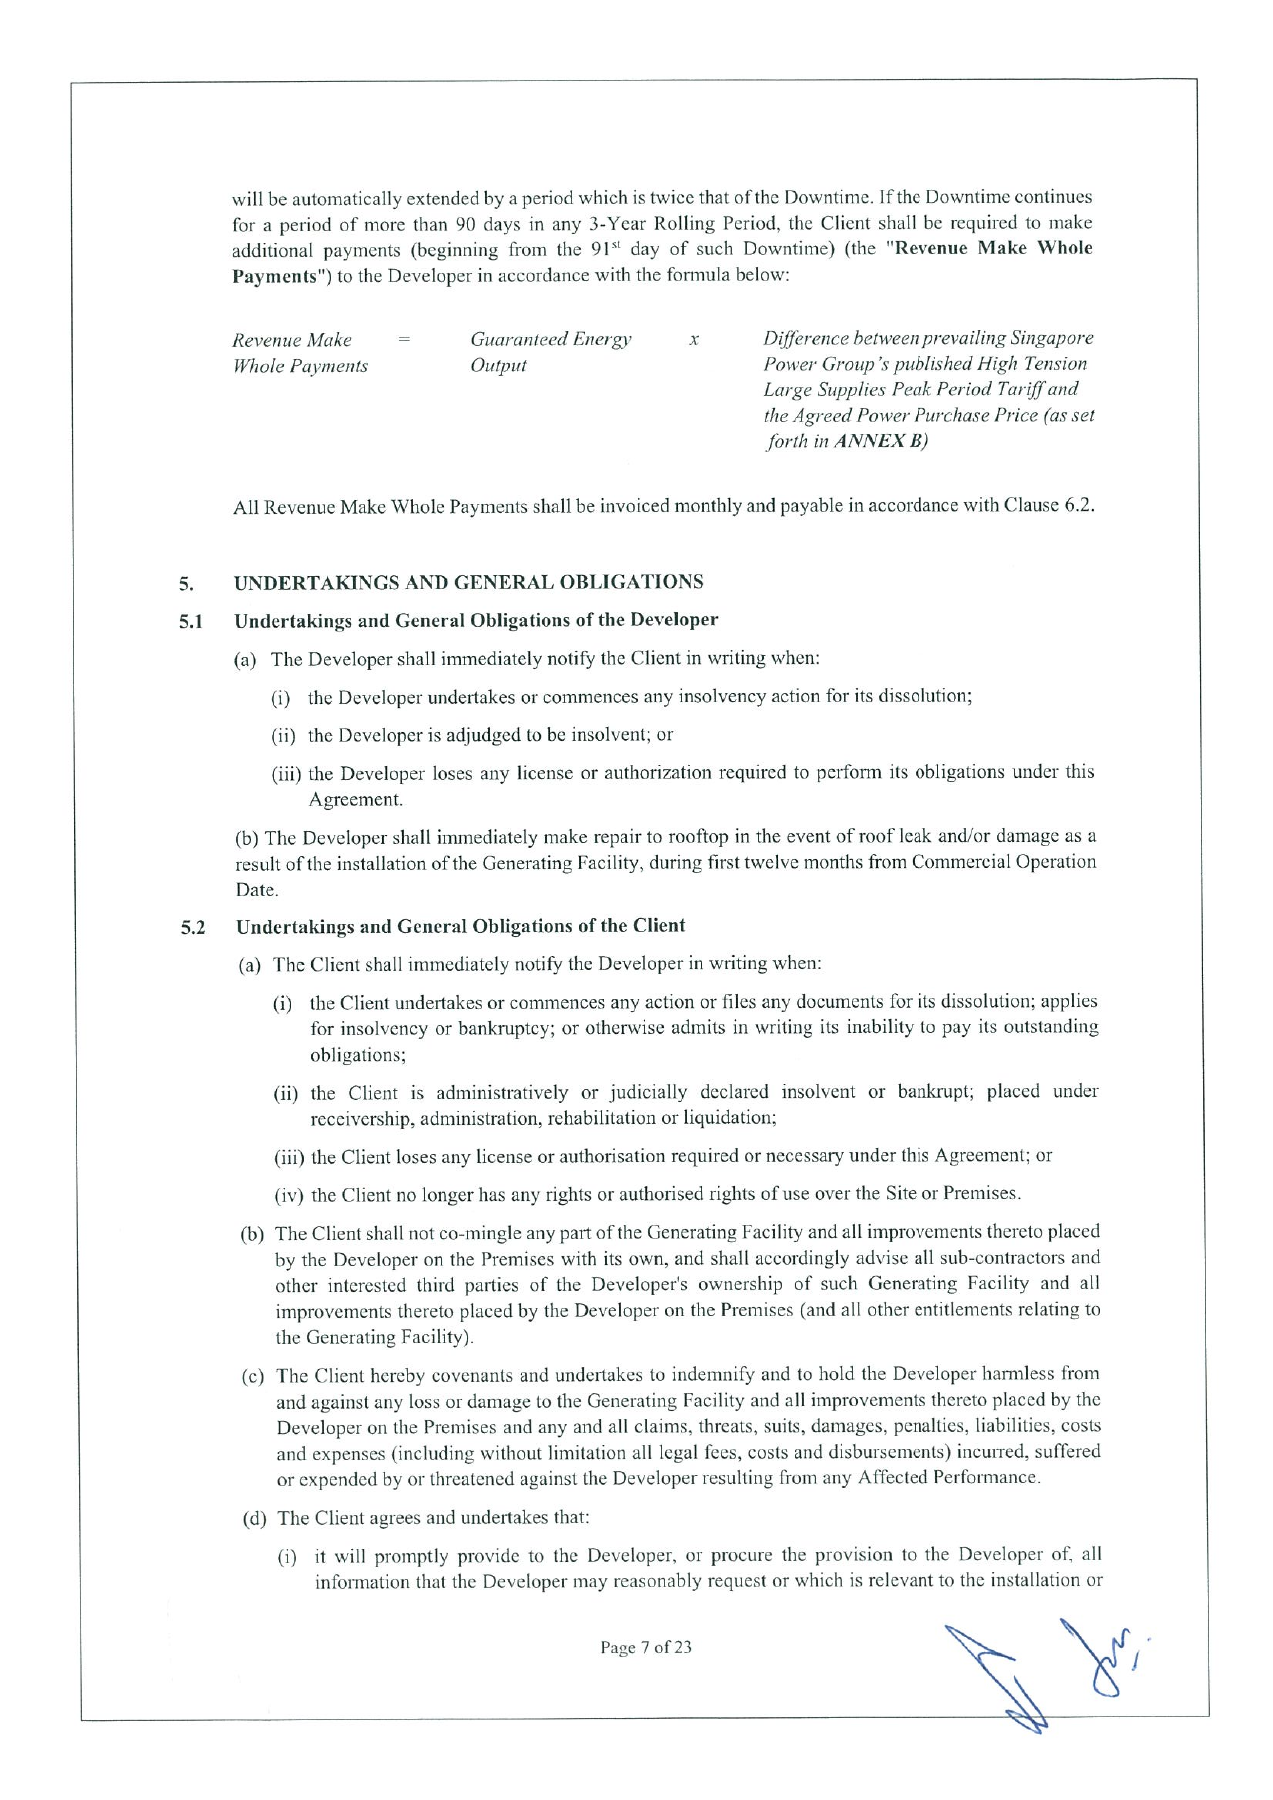 will be automatically extended by a period which is twice that of the Downtime. If the Downtime continues
for a period of more than 90 days in any 3-Year Rolling Period, the Client shall be required to make
additional payments (beginning from the 91st day of such Downtime) (the "Revenue Make Whole
Payments") to the Developer in accordance with the formula below:
Revenue Make = Guaranteed Energy x Difference between prevailing Singapore
Whole Payments Output Power Group's published High Tension
Large Supplies Peak Period Tariff and
the Agreed Power Purchase Price (as set
forth in ANNEX B)
All Revenue Make Whole Payments shall be invoiced monthly and payable in accordance with Clause 6.2.
5. UNDERTAKINGS AND GENERAL OBLIGATIONS
5.1 Undertakings and General Obligations of the Developer
(a) The Developer shall immediately notify the Client in writing when:
(i) the Developer undertakes or commences any insolvency action for its dissolution;
(ii) the Developer is adjudged to be insolvent; or
(iii) the Developer loses any license or authorization required to perform its obligations under this
Agreement.
(b) The Developer shall immediately make repair to rooftop in the event of roof leak and/or damage as a
result of the installation of the Generating Facility, during first twelve months from Commercial Operation
Date.
5.2 Undertakings and General Obligations of the Client
(a) The Client shall immediately notify the Developer in writing when:
(i) the Client undertakes or commences any action or files any documents for its dissolution; applies
for insolvency or bankruptcy; or otherwise admits in writing its inability to pay its outstanding
obligations;
(ii) the Client is administratively or judicially declared insolvent or bankrupt; placed under
receivership, administration, rehabilitation or liquidation;
(iii) the Client loses any license or authorisation required or necessary under this Agreement; or
(iv) the Client no longer has any rights or authorised rights of use over the Site or Premises.
(b) The Client shall not co-mingle any part of the Generating Facility and all improvements thereto placed
by the Developer on the Premises with its own, and shall accordingly advise all sub-contractors and
other interested third parties of the Developer's ownership of such Generating Facility and all
improvements thereto placed by the Developer on the Premises (and all other entitlements relating to
the Generating Facility).
(c) The Client hereby covenants and undertakes to indemnify and to hold the Developer harmless from
and against any loss or damage to the Generating Facility and all improvements thereto placed by the
Developer on the Premises and any and all claims, threats, suits, damages, penalties, liabilities, costs
and expenses (including without limitation all legal fees, costs and disbursements) incurred, suffered
or expended by or threatened against the Developer resulting from any Affected Performance.
(d) The Client agrees and undertakes that:
(i) it will promptly provide to the Developer, or procure the provision to the Developer of, all
information that the Developer may reasonably request or which is relevant to the installation or
Page 7 of 23